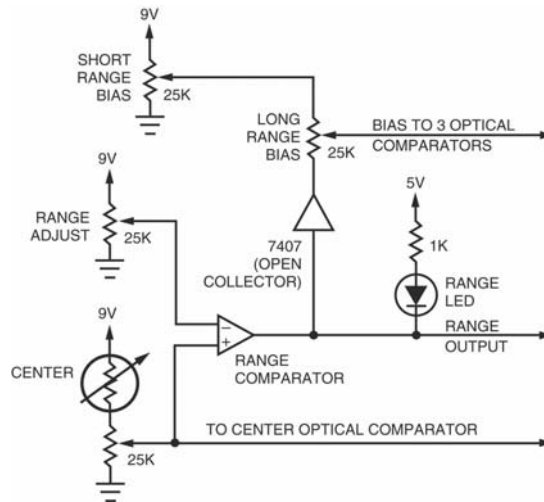 9V
SHORT
RANGE
BIAS
25K
LONG
RANGE
BIAS
25K
BIAS TO 3 OPTICAL
COMPARATORS
9V
RANGE
ADJUST
25K
5V
1K
7407
(OPEN
COLLECTOR)
RANGE
LED
RANGE
OUTPUT
−
+
RANGE
COMPARATOR
9V
CENTER
25K
TO CENTER OPTICAL COMPARATOR